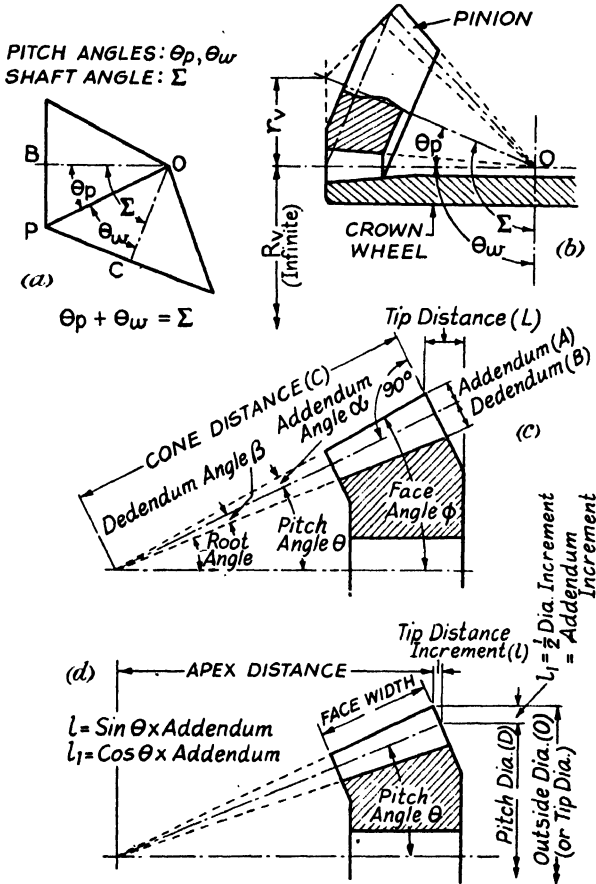 PITCH ANGLES: θp, θw
SHAFT ANGLE: Σ
B
O
θp
Σ
P
θw
C
(a)
θp + θw = Σ
PINION
rv
θp
O
Σ
CROWN
WHEEL
θw
Rv
(Infinite)
(b)
Tip Distance (L)
CONE DISTANCE (C)
Addendum
Angle α
90°
Addendum (A)
Dedendum (B)
(c)
Dedendum Angle β
Root
Angle
Pitch
Angle θ
Face
Angle ϕ
Tip Distance
Increment (l)
l₁ = ½ Dia. Increment
= Addendum
Increment
(d)
APEX DISTANCE
FACE WIDTH
l = Sin θ x Addendum
l₁ = Cos θ x Addendum
Pitch
Angle θ
Pitch Dia. (D)
Outside Dia. (O)
(or Tip Dia.)